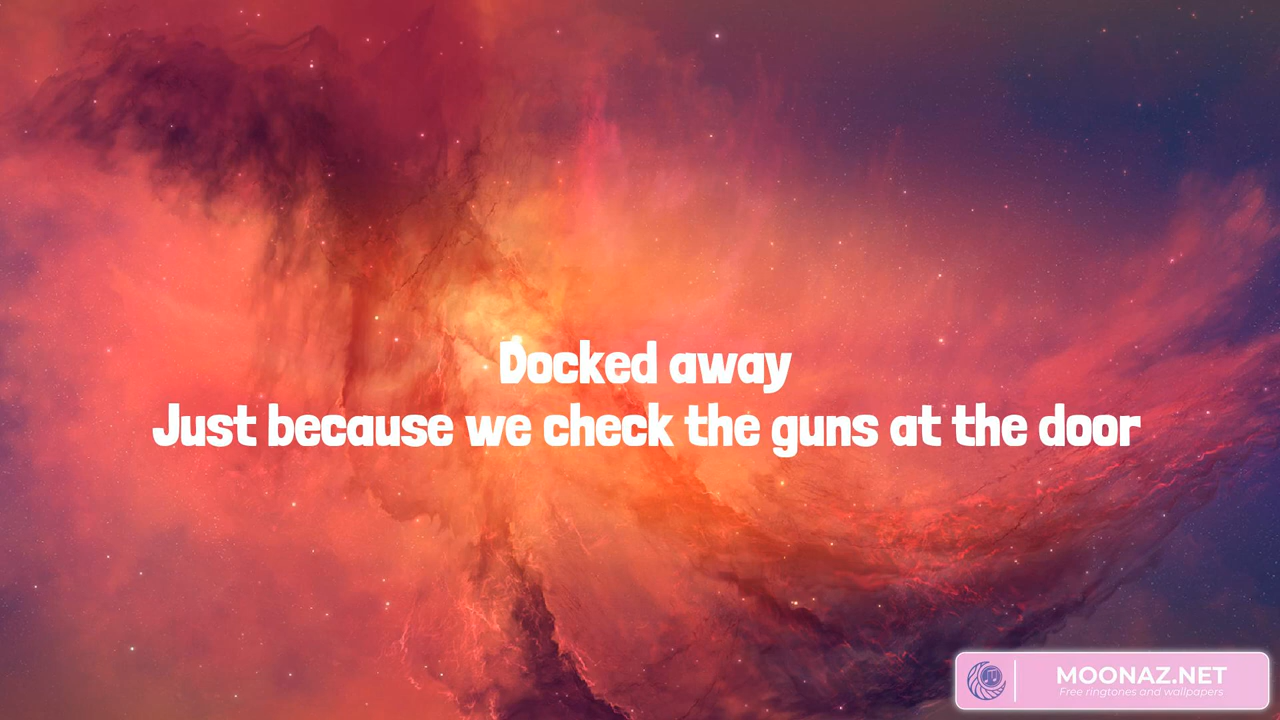 Docked away
Just because we check the guns at the door
MOONAZ.NET
Free ringtones and wallpapers